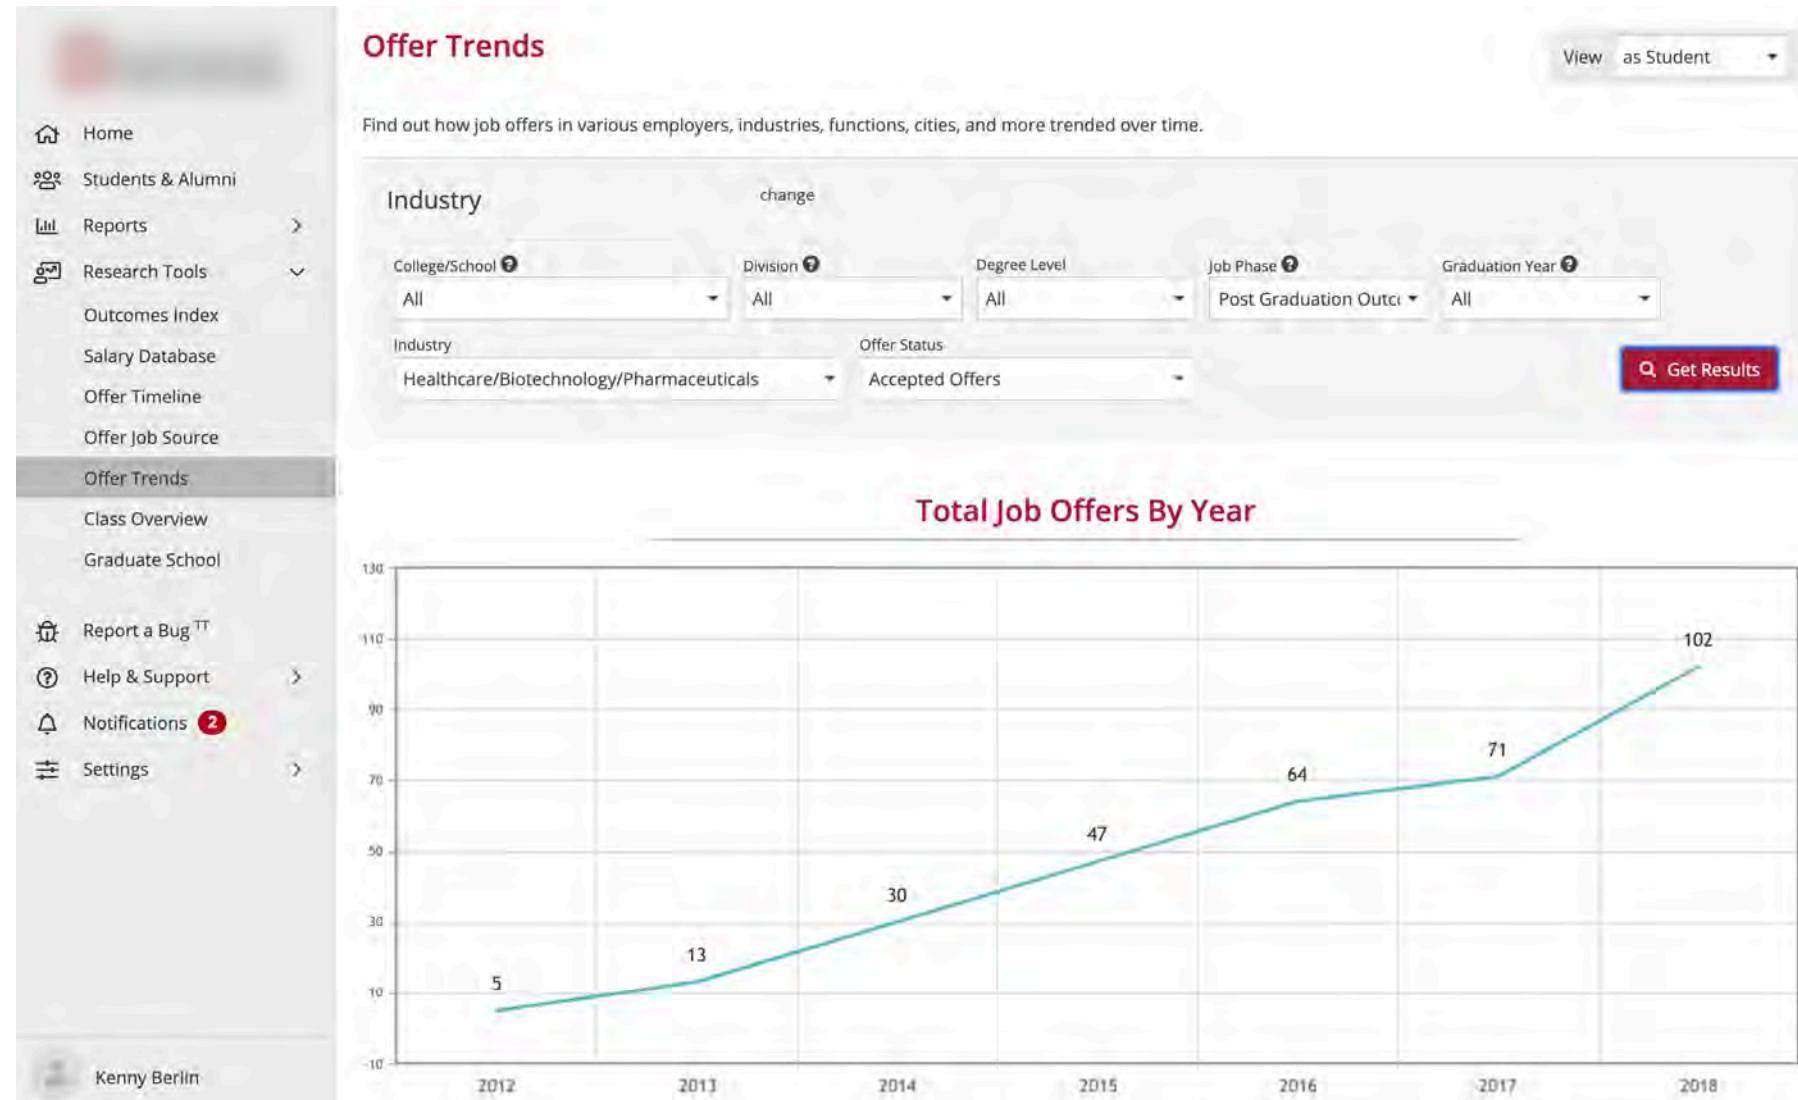 Home
Students & Alumni
Reports
Research Tools
Outcomes Index
Salary Database
Offer Timeline
Offer Job Source
Offer Trends
Class Overview
Graduate School
Report a Bug TT
Help & Support
Notifications 2
Settings
Kenny Berlin
Offer Trends
View as Student
Find out how job offers in various employers, industries, functions, cities, and more trended over time.
Industry change
College/School ? Division ? Degree Level Job Phase ? Graduation Year ?
All All All Post Graduation Outc All
Industry Offer Status
Healthcare/Biotechnology/Pharmaceuticals Accepted Offers
Get Results
Total Job Offers By Year
130
110
102
90
71
70
64
47
50
30
30
13
5
10
-10
2012 2013 2014 2015 2016 2017 2018